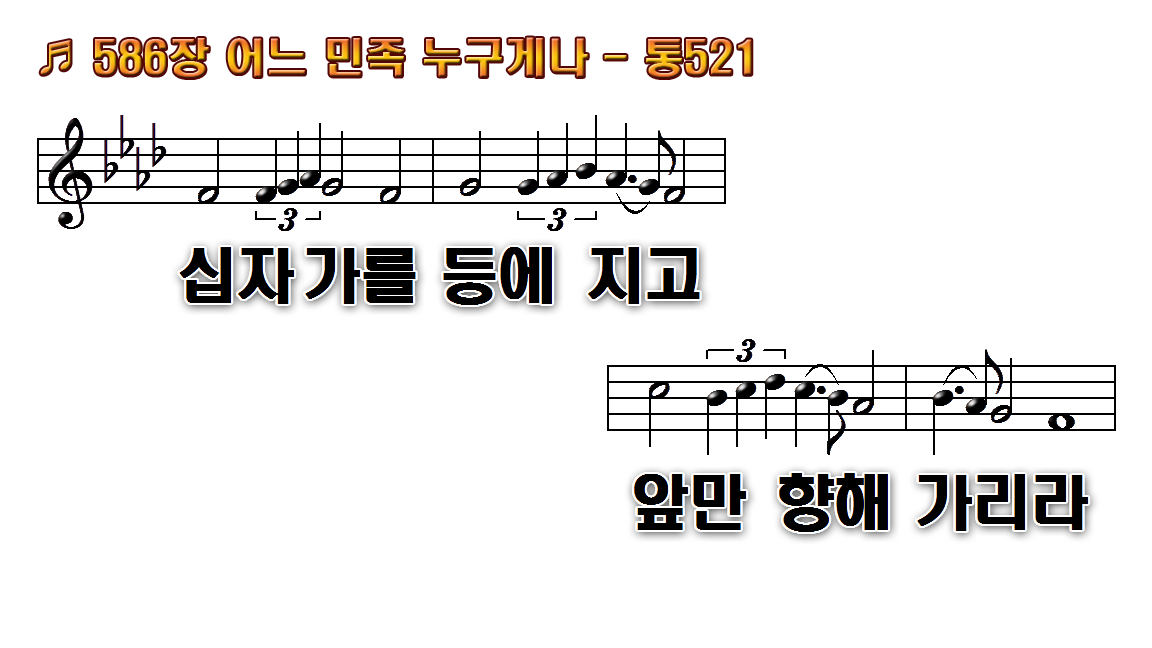 586장 어느 민족 누구게나 - 통521
3 3
십자가를 등에 지고
3
앞만 향해 가리라